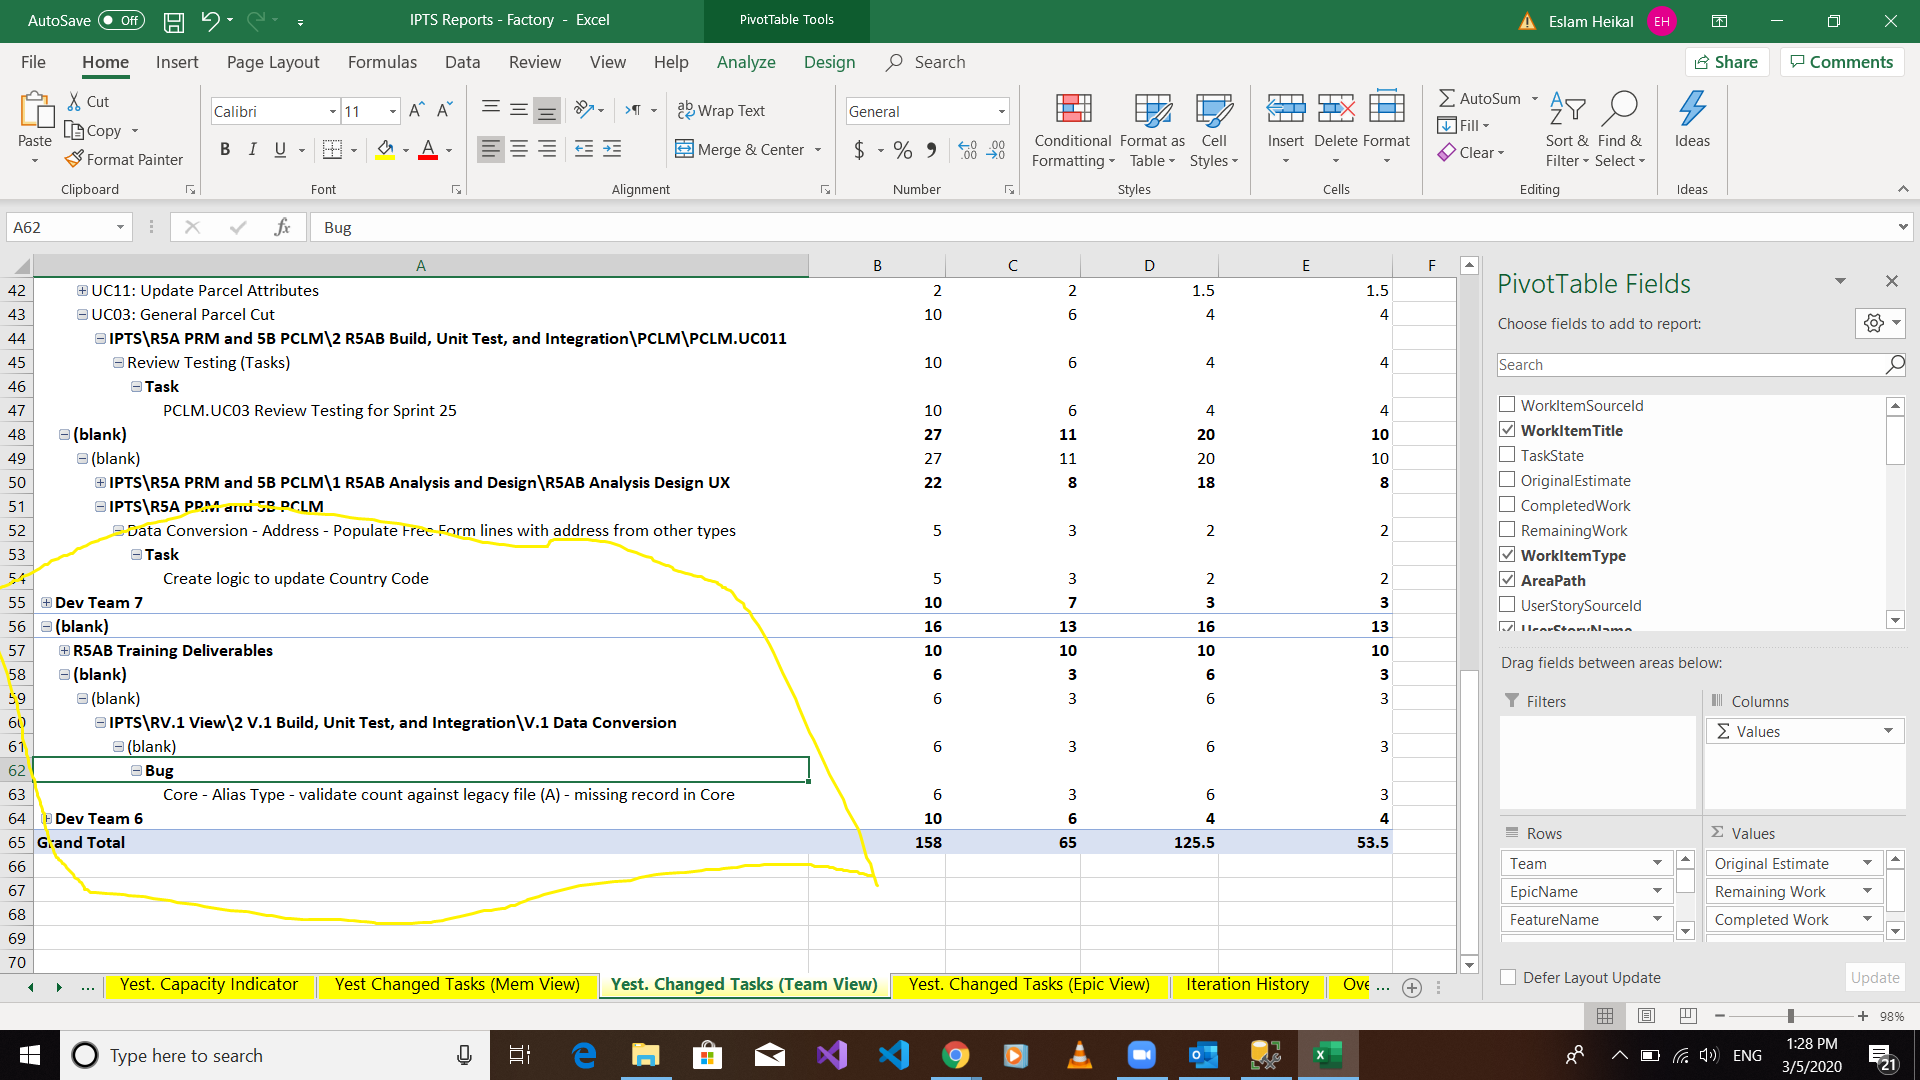 AutoSave Off IPTS Reports - Factory - Excel PivotTable Tools Eslam Heikal EH
File Home Insert Page Layout Formulas Data Review View Help Analyze Design Search Share Comments
Cut
Copy
Format Painter
Paste
Clipboard
Calibri 11
B I U
Font
Wrap Text
Merge & Center
Alignment
General
$ % 9
Number
Conditional Formatting
Format as Table
Cell Styles
Styles
Insert Delete Format
Cells
AutoSum
Fill
Clear
Sort & Filter
Find & Select
Editing
Ideas
Ideas
A62 fx Bug
A B C D E F
42 UC11: Update Parcel Attributes 2 2 1.5 1.5
43 UC03: General Parcel Cut 10 6 4 4
44 IPTS\R5A PRM and 5B PCLM\2 R5AB Build, Unit Test, and Integration\PCLM\PCLM.UC011
45 Review Testing (Tasks) 10 6 4 4
46 Task
47 PCLM.UC03 Review Testing for Sprint 25 10 6 4 4
48 (blank) 27 11 20 10
49 (blank) 27 11 20 10
50 IPTS\R5A PRM and 5B PCLM\1 R5AB Analysis and Design\R5AB Analysis Design UX 22 8 18 8
51 IPTS\R5A PRM and 5B PCLM
52 Data Conversion - Address - Populate Free Form lines with address from other types 5 3 2 2
53 Task
54 Create logic to update Country Code 5 3 2 2
55 Dev Team 7 10 7 3 3
56 (blank) 16 13 16 13
57 R5AB Training Deliverables 10 10 10 10
58 (blank) 6 3 6 3
59 (blank) 6 3 6 3
60 IPTS\RV.1 View\2 V.1 Build, Unit Test, and Integration\V.1 Data Conversion
61 (blank) 6 3 6 3
62 Bug
63 Core - Alias Type - validate count against legacy file (A) - missing record in Core 6 3 6 3
64 Dev Team 6 10 6 4 4
65 Grand Total 158 65 125.5 53.5
66
67
68
69
70
PivotTable Fields
Choose fields to add to report:
Search
WorkItemSourceId
WorkItemTitle
TaskState
OriginalEstimate
CompletedWork
RemainingWork
WorkItemType
AreaPath
UserStorySourceId
UserStoryName
Drag fields between areas below:
Filters
Columns
Σ Values
Rows
Team
EpicName
FeatureName
Σ Values
Original Estimate
Remaining Work
Completed Work
Defer Layout Update Update
... Yest. Capacity Indicator Yest Changed Tasks (Mem View) Yest. Changed Tasks (Team View) Yest. Changed Tasks (Epic View) Iteration History Ove ...
98%
Type here to search
ENG
1:28 PM
3/5/2020
21